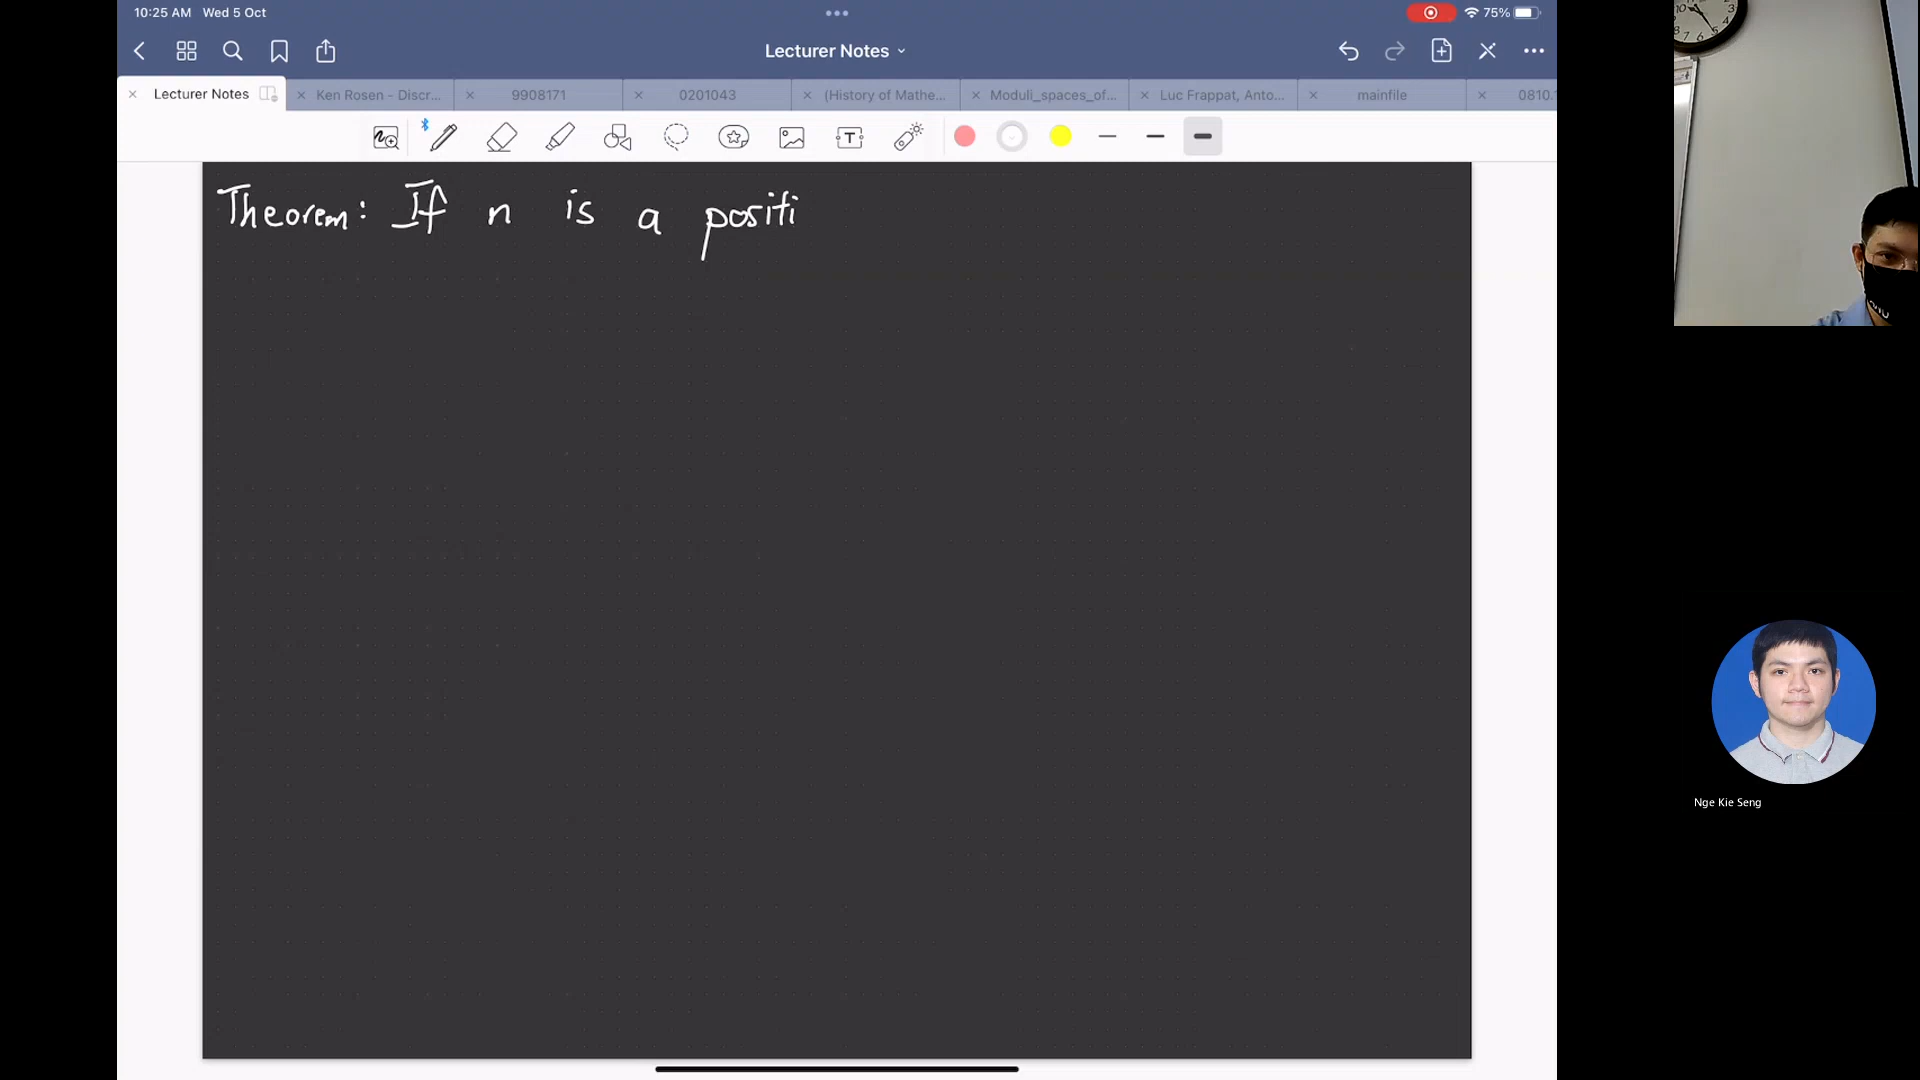 10:25 AM Wed 5 Oct
75%
Lecturer Notes
Lecturer Notes
Ken Rosen - Discr...
9908171
0201043
(History of Mathe...
Moduli_spaces_of...
Luc Frappat, Anto...
mainfile
0810.
T
Theorem: If n is a positi
Nge Kie Seng